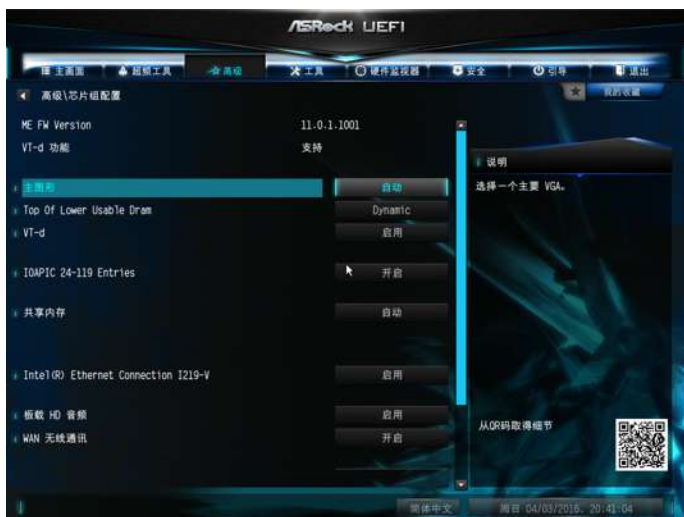 ASRock UEFI
主画面 超频工具 高级 工具 硬件监视器 安全 引导 退出
高级\芯片组配置 我的收藏
ME FW Version 11.0.1.1001
VT-d 功能 支持
说明
主图形 自动 选择一个主要 VGA。
Top Of Lower Usable Dram Dynamic
VT-d 启用
IOAPIC 24-119 Entries 开启
共享内存 自动
Intel(R) Ethernet Connection I219-V 启用
板载 HD 音频 启用
从QR码取得细节
WAN 无线通讯 开启
简体中文 周日 04/03/2016. 20:41:04